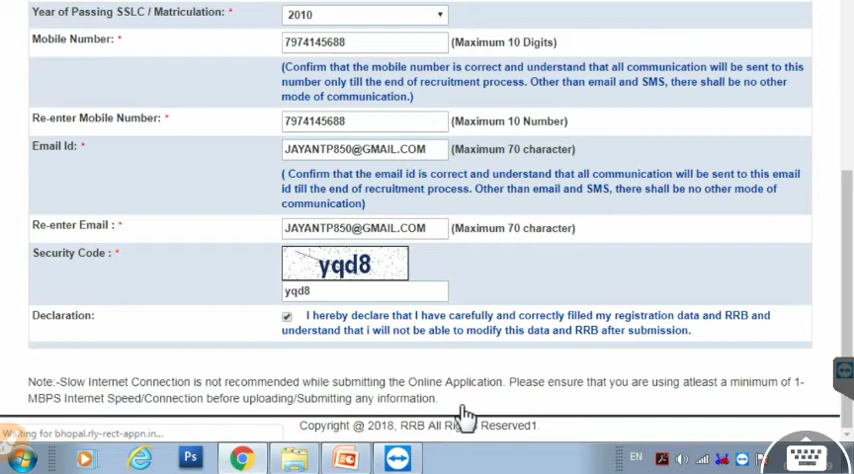 Year of Passing SSLC / Matriculation: * 2010
Mobile Number: * 7974145688 (Maximum 10 Digits)
(Confirm that the mobile number is correct and understand that all communication will be sent to this
number only till the end of recruitment process. Other than email and SMS, there shall be no other
mode of communication.)
Re-enter Mobile Number: * 7974145688 (Maximum 10 Number)
Email Id: * JAYANTP850@GMAIL.COM (Maximum 70 character)
( Confirm that the email id is correct and understand that all communication will be sent to this email
id till the end of recruitment process. Other than email and SMS, there shall be no other mode of
communication)
Re-enter Email : * JAYANTP850@GMAIL.COM (Maximum 70 character)
Security Code : * yqd8
yqd8
Declaration: I hereby declare that I have carefully and correctly filled my registration data and RRB and
understand that i will not be able to modify this data and RRB after submission.
Note:-Slow Internet Connection is not recommended while submitting the Online Application. Please ensure that you are using atleast a minimum of 1-
MBPS Internet Speed/Connection before uploading/Submitting any information.
Copyright @ 2018, RRB All Reserved1.
Waiting for bhopal.rly-rect-appn.in...
Ps EN